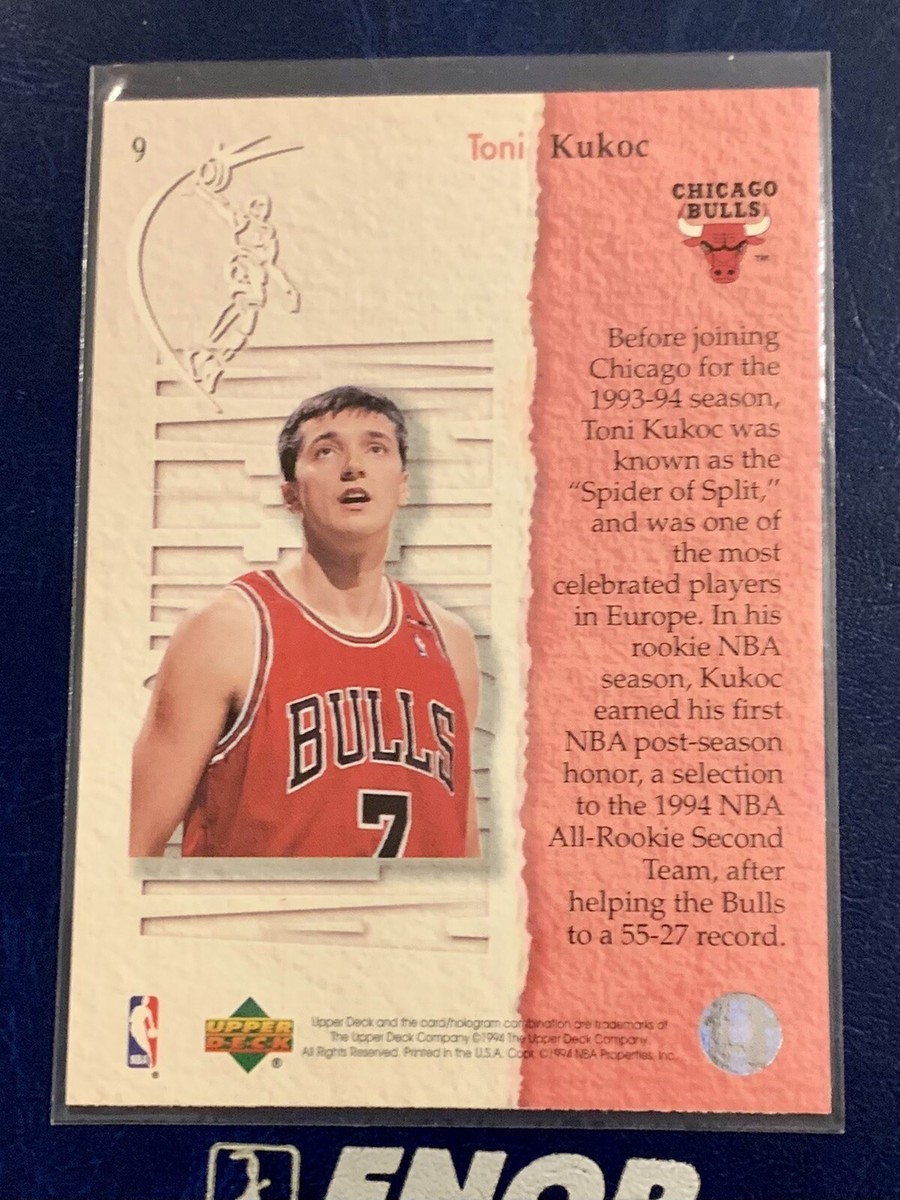 9
Toni Kukoc
CHICAGO
BULLS
TM
Before joining
Chicago for the
1993-94 season,
Toni Kukoc was
known as the
“Spider of Split,”
and was one of
the most
celebrated players
in Europe. In his
rookie NBA
season, Kukoc
earned his first
NBA post-season
honor, a selection
to the 1994 NBA
All-Rookie Second
Team, after
helping the Bulls
to a 55-27 record.
BULLS
7
NBA
®
UPPER
DECK
®
Upper Deck and the card/hologram combination are trademarks of
The Upper Deck Company ©1994 The Upper Deck Company.
All Rights Reserved. Printed in the U.S.A. Copr. ©1994 NBA Properties, Inc.